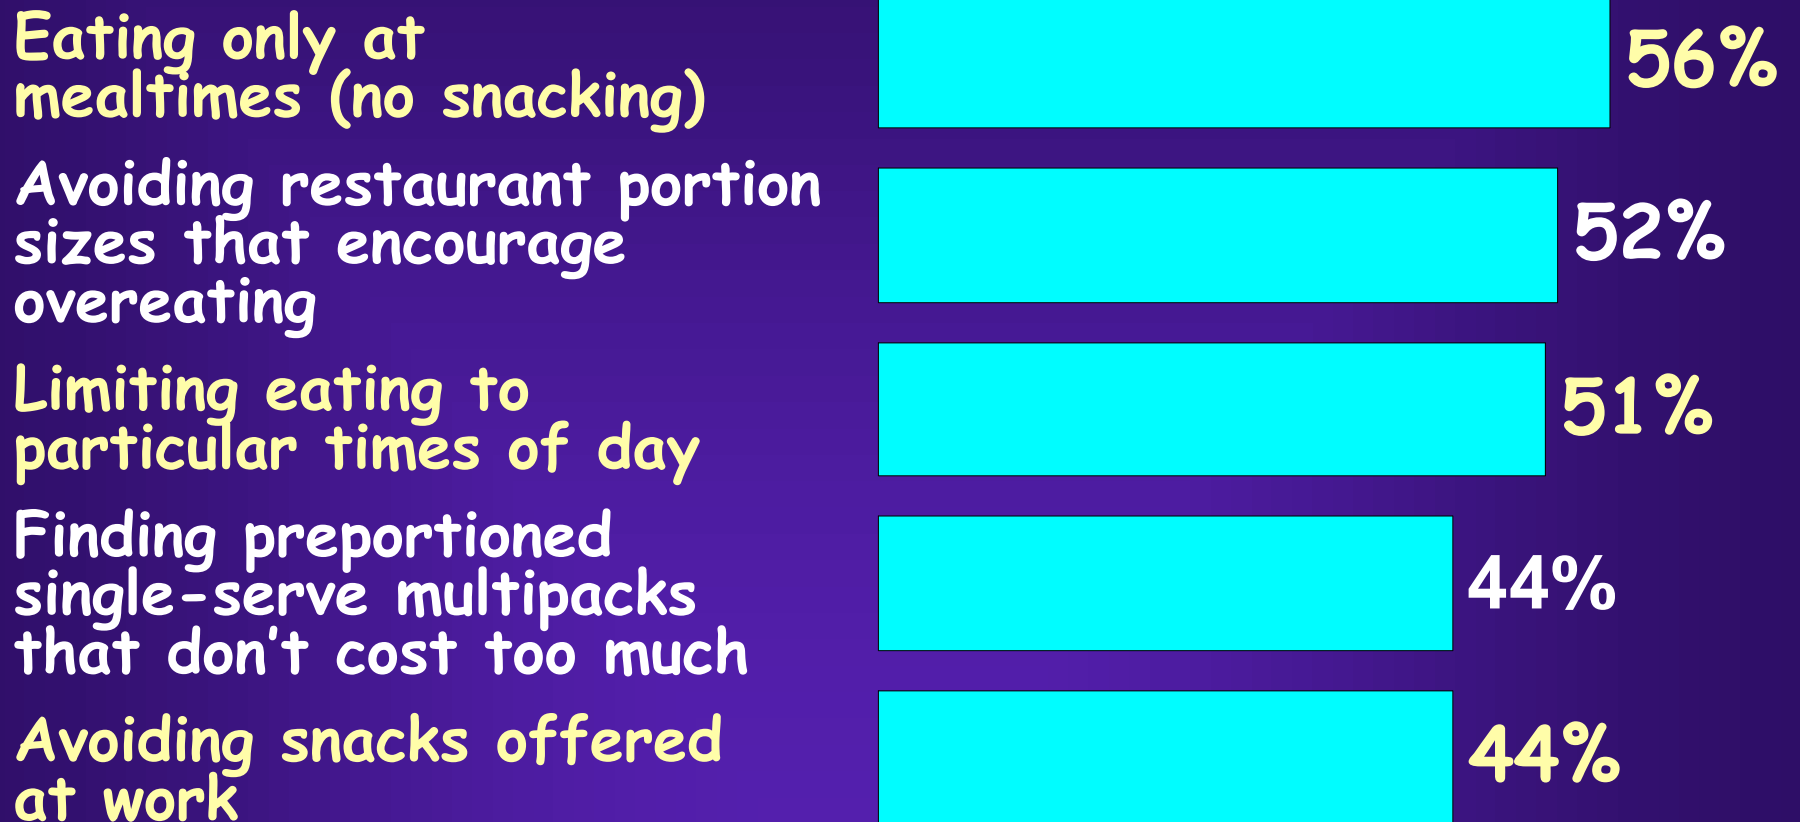 Eating only at
mealtimes (no snacking)
56%
Avoiding restaurant portion
sizes that encourage
overeating
52%
Limiting eating to
particular times of day
51%
Finding preportioned
single-serve multipacks
that don’t cost too much
44%
Avoiding snacks offered
at work
44%